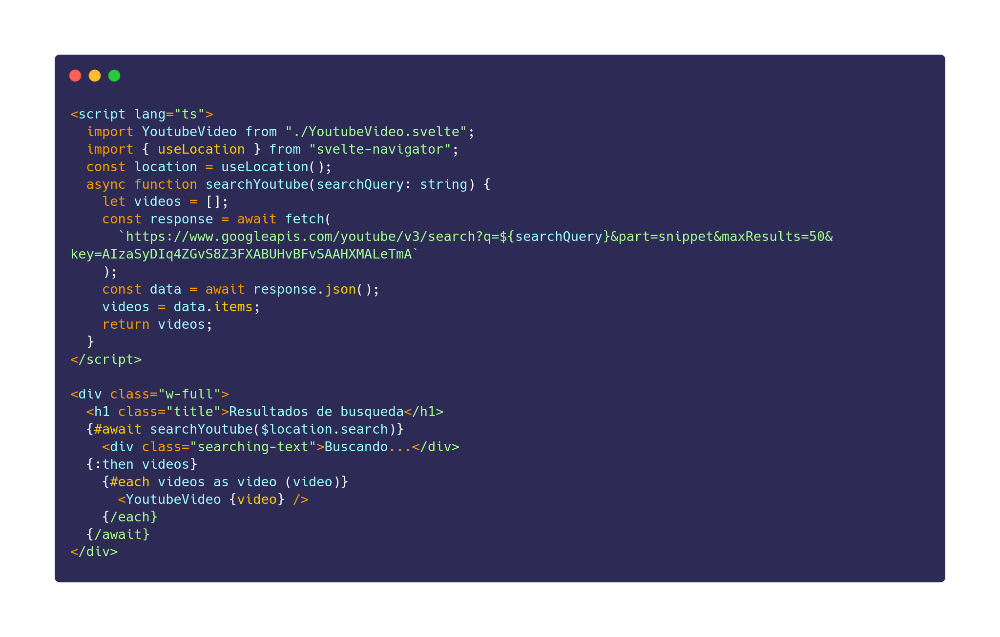 <script lang="ts">
  import YoutubeVideo from "./YoutubeVideo.svelte";
  import { useLocation } from "svelte-navigator";
  const location = useLocation();
  async function searchYoutube(searchQuery: string) {
    let videos = [];
    const response = await fetch(
      `https://www.googleapis.com/youtube/v3/search?q=${searchQuery}&part=snippet&maxResults=50&
key=AIzaSyDIq4ZGvS8Z3FXABUHvBFvSAAHXMALeTmA`
    );
    const data = await response.json();
    videos = data.items;
    return videos;
  }
</script>

<div class="w-full">
  <h1 class="title">Resultados de busqueda</h1>
  {#await searchYoutube($location.search)}
    <div class="searching-text">Buscando...</div>
  {:then videos}
    {#each videos as video (video)}
      <YoutubeVideo {video} />
    {/each}
  {/await}
</div>